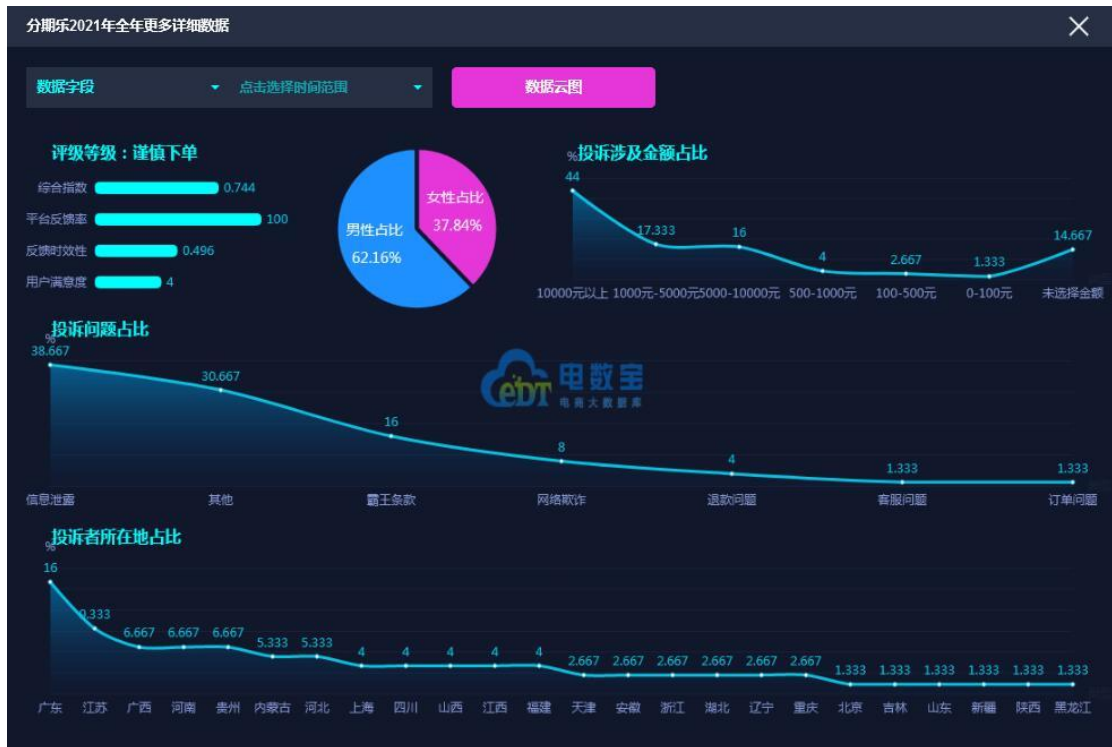 分期乐2021年全年更多详细数据
数据字段
点击选择时间范围
数据云图
评级等级：谨慎下单
综合指数 0.744
平台反馈率 100
反馈时效性 0.496
用户满意度 4
女性占比
37.84%
男性占比
62.16%
%
投诉涉及金额占比
44 17.333 16 4 2.667 1.333 14.667
10000元以上 1000元-5000元 5000-10000元 500-1000元 100-500元 0-100元 未选择金额
投诉问题占比
%
38.667 30.667 16 8 4 1.333 1.333
信息泄露 其他 霸王条款 网络欺诈 退款问题 客服问题 订单问题
ebDT 电数宝
电商大数据库
投诉者所在地占比
%
16 9.333 6.667 6.667 6.667 5.333 5.333 4 4 4 4 4 2.667 2.667 2.667 2.667 2.667 2.667 1.333 1.333 1.333 1.333 1.333 1.333
广东 江苏 广西 河南 贵州 内蒙古 河北 上海 四川 山西 江西 福建 天津 安徽 浙江 湖北 辽宁 重庆 北京 吉林 山东 新疆 陕西 黑龙江